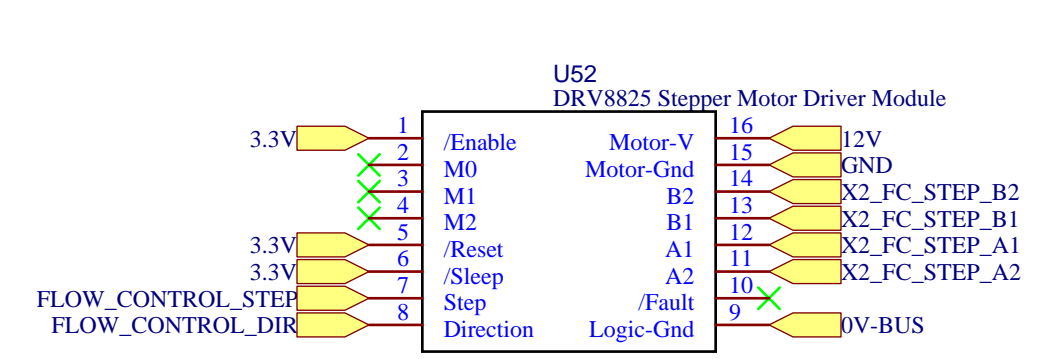 U52
DRV8825 Stepper Motor Driver Module
3.3V 1 /Enable Motor-V 16 12V
2 M0 Motor-Gnd 15 GND
3 M1 B2 14 X2_FC_STEP_B2
4 M2 B1 13 X2_FC_STEP_B1
3.3V 5 /Reset A1 12 X2_FC_STEP_A1
3.3V 6 /Sleep A2 11 X2_FC_STEP_A2
FLOW_CONTROL_STEP 7 Step /Fault 10
FLOW_CONTROL_DIR 8 Direction Logic-Gnd 9 0V-BUS